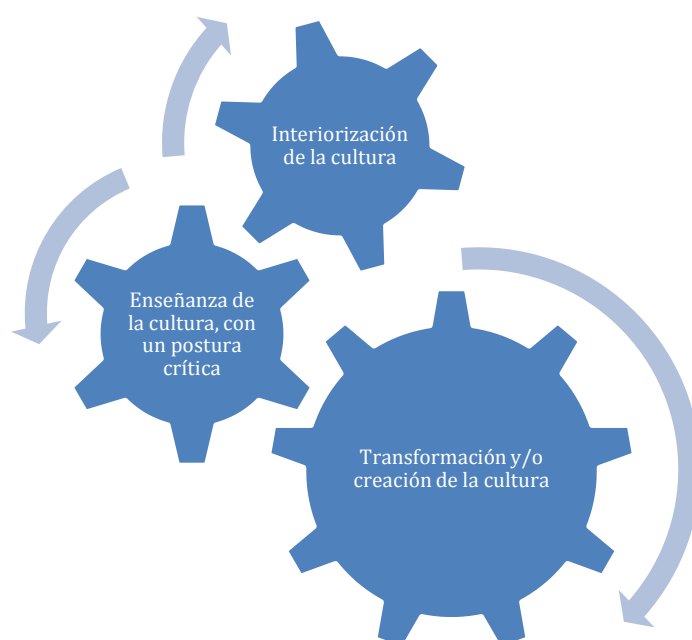 Interiorización
de la cultura
Enseñanza de
la cultura, con
un postura
crítica
Transformación y/o
creación de la cultura